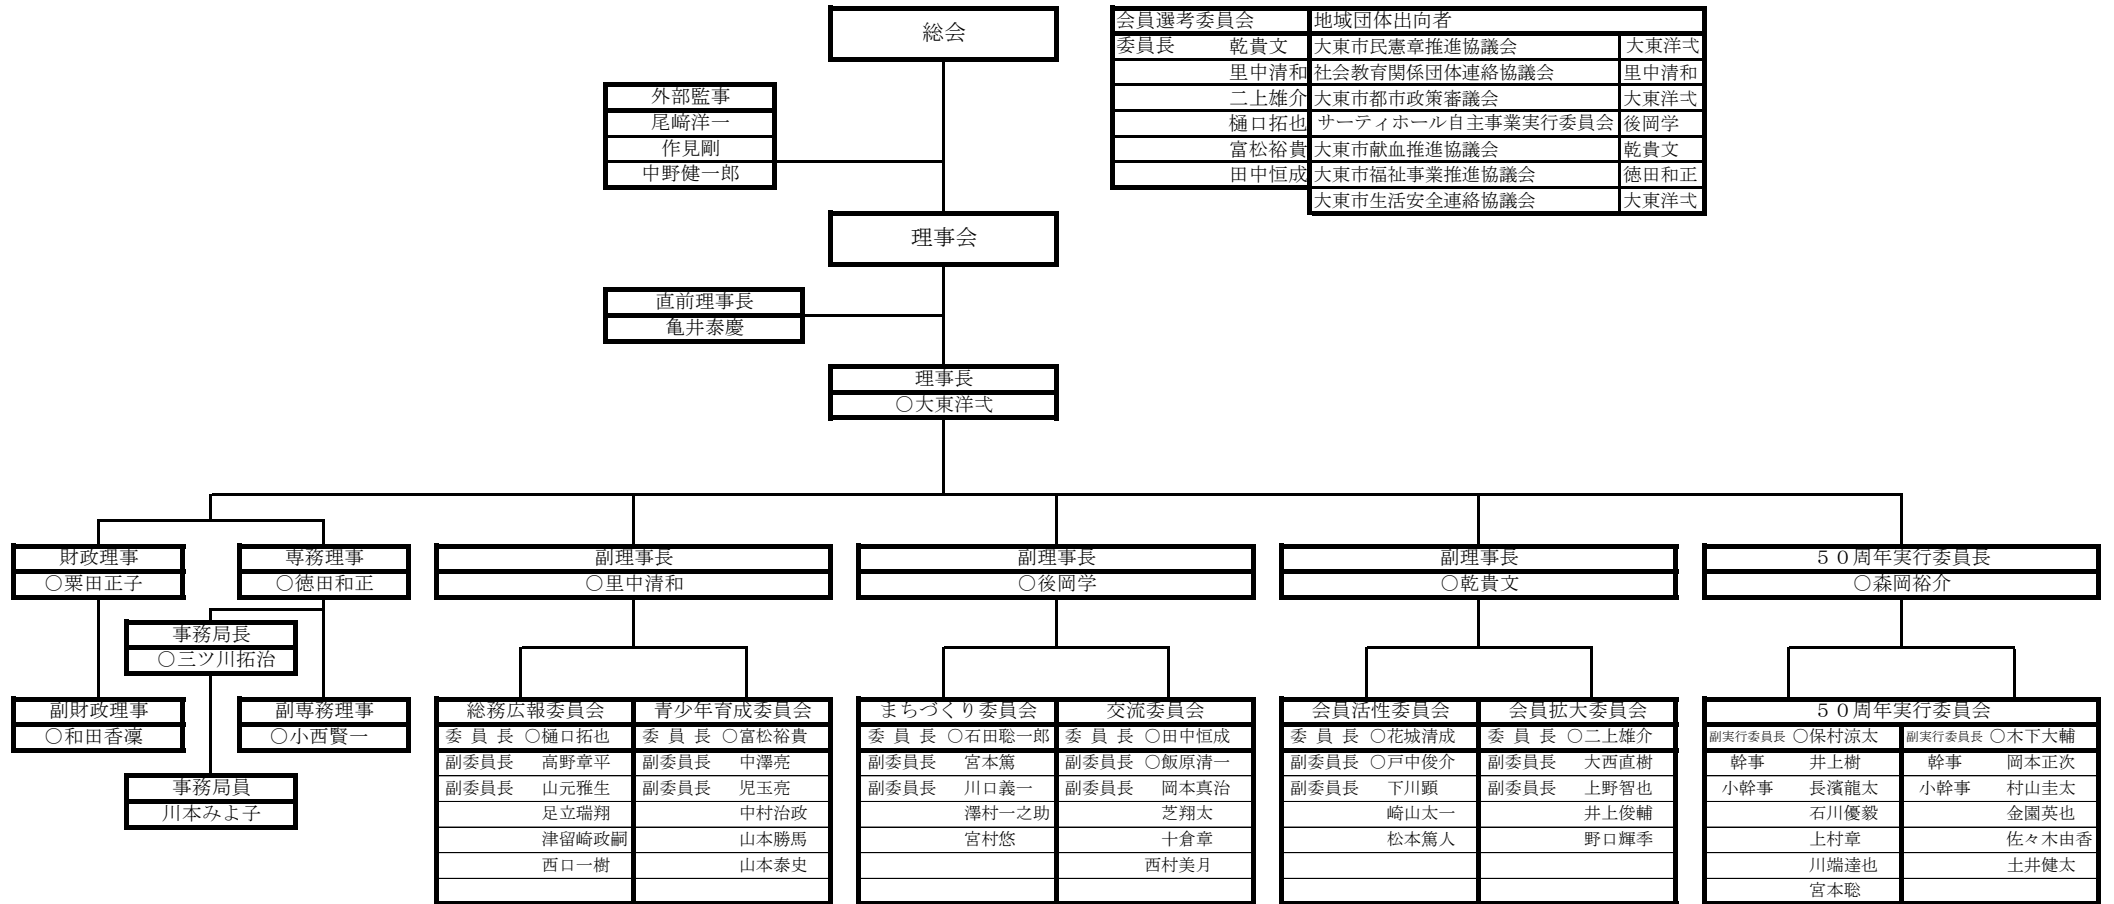 総会
会員選考委員会 地域団体出向者
委員長 乾貴文 大東市民憲章推進協議会 大東洋弌
里中清和 社会教育関係団体連絡協議会 里中清和
二上雄介 大東市都市政策審議会 大東洋弌
樋口拓也 サーティホール自主事業実行委員会 後岡学
富松裕貴 大東市献血推進協議会 乾貴文
田中恒成 大東市福祉事業推進協議会 徳田和正
大東市生活安全連絡協議会 大東洋弌
外部監事
尾﨑洋一
作見剛
中野健一郎
理事会
直前理事長
亀井泰慶
理事長
〇大東洋弌
財政理事 専務理事 副理事長 副理事長 副理事長 ５０周年実行委員長
〇栗田正子 〇徳田和正 〇里中清和 〇後岡学 〇乾貴文 〇森岡裕介
事務局長
〇三ツ川拓治
副財政理事 副専務理事 総務広報委員会 青少年育成委員会 まちづくり委員会 交流委員会 会員活性委員会 会員拡大委員会 ５０周年実行委員会
〇和田香凜 〇小西賢一 委員長 〇樋口拓也 委員長 〇富松裕貴 委員長 〇石田聡一郎 委員長 〇田中恒成 委員長 〇花城清成 委員長 〇二上雄介 副実行委員長 〇保村涼太 副実行委員長 〇木下大輔
副委員長 高野章平 副委員長 中澤亮 副委員長 宮本篤 副委員長 〇飯原清一 副委員長 〇戸中俊介 副委員長 大西直樹 幹事 井上樹 幹事 岡本正次
事務局員 副委員長 山元雅生 副委員長 児玉亮 副委員長 川口義一 副委員長 岡本真治 副委員長 下川顕 副委員長 上野智也 小幹事 長濱龍太 小幹事 村山圭太
川本みよ子 足立瑞翔 中村治政 澤村一之助 芝翔太 崎山太一 井上俊輔 石川優毅 金園英也
津留崎政嗣 山本勝馬 宮村悠 十倉章 松本篤人 野口輝季 上村章 佐々木由香
西口一樹 山本泰史 西村美月 川端達也 土井健太
宮本聡